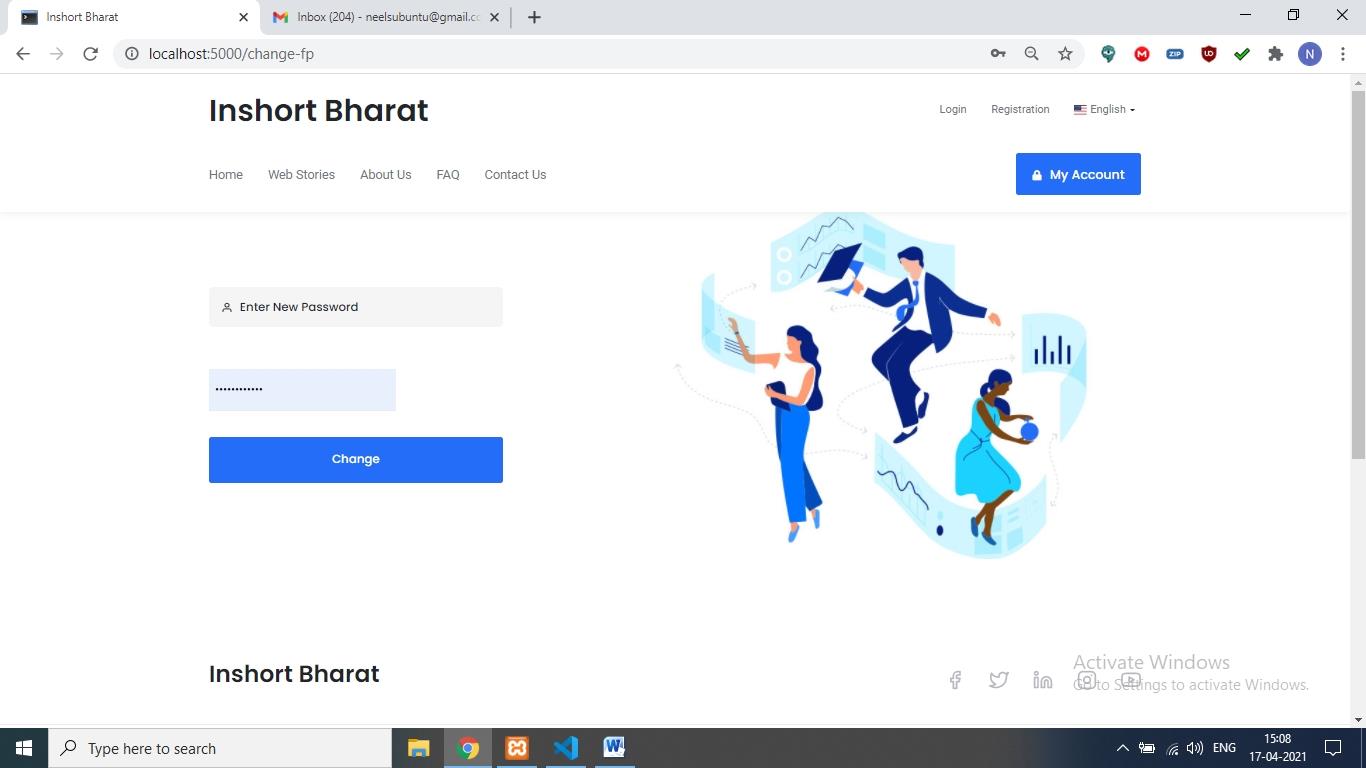 Inshort Bharat
Inbox (204) - neelsubuntu@gmail.cc
localhost:5000/change-fp
ZIP
N
Inshort Bharat
Login Registration English
Home Web Stories About Us FAQ Contact Us
My Account
Enter New Password
Change
Inshort Bharat
Activate Windows
Go to Settings to activate Windows.
Type here to search
ENG
15:08
17-04-2021